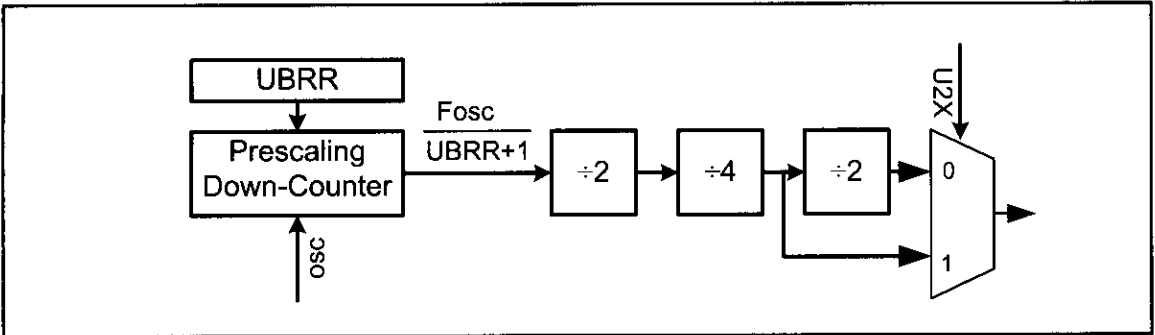 UBRR
Prescaling
Down-Counter
osc
Fosc
UBRR+1
÷2
÷4
÷2
U2X
0
1